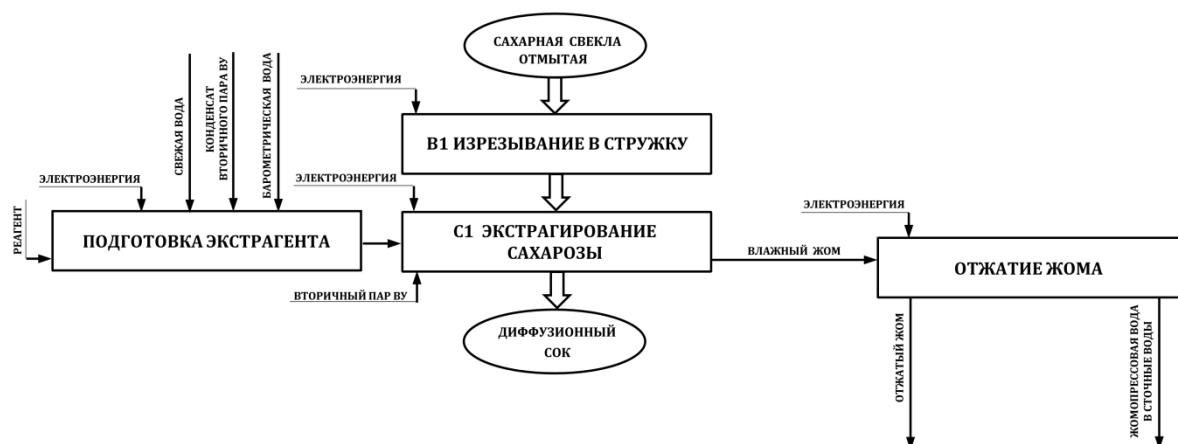 САХАРНАЯ СВЕКЛА
ОТМЫТАЯ
ЭЛЕКТРОЭНЕРГИЯ
В1 ИЗРЕЗЫВАНИЕ В СТРУЖКУ
СВЕЖАЯ ВОДА
КОНДЕНСАТ
ВТОРИЧНОГО ПАРА ВУ
БАРОМЕТРИЧЕСКАЯ ВОДА
ЭЛЕКТРОЭНЕРГИЯ
ЭЛЕКТРОЭНЕРГИЯ
РЕАГЕНТ
ПОДГОТОВКА ЭКСТРАГЕНТА
С1 ЭКСТРАГИРОВАНИЕ
САХАРОЗЫ
ВТОРИЧНЫЙ ПАР ВУ
ВЛАЖНЫЙ ЖОМ
ЭЛЕКТРОЭНЕРГИЯ
ОТЖАТИЕ ЖОМА
ДИФФУЗИОННЫЙ
СОК
ОТЖАТЫЙ ЖОМ
ЖОМОПРЕССОВАЯ ВОДА
В СТОЧНЫЕ ВОДЫ